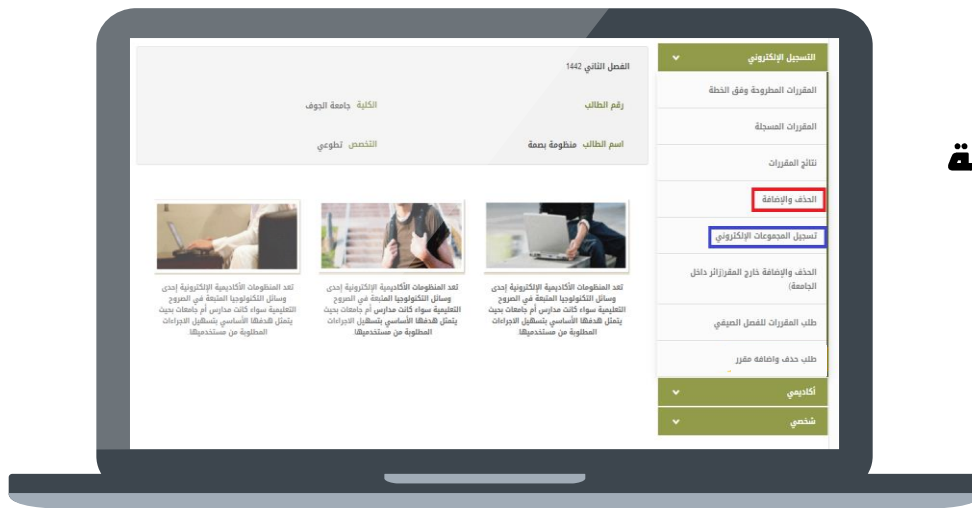 التسجيل الإلكتروني
المقررات المطروحة وفق الخطة
المقررات المسجلة
نتائج المقررات
الحذف والإضافة
تسجيل المجموعات الإلكتروني
الحذف والإضافة خارج المقر(زائر داخل
الجامعة)
طلب المقررات للفصل الصيفي
طلب حذف واضافه مقرر
أكاديمي
شخصي
الفصل الثاني 1442
رقم الطالب
الكلية جامعة الجوف
اسم الطالب منظومة بصمة
التخصص تطوعي
تعد المنظومات الأكاديمية الإلكترونية إحدى
وسائل التكنولوجيا المتبعة في الصروح
التعليمية سواء كانت مدارس أم جامعات بحيث
يتمثل هدفها الأساسي بتسهيل الاجراءات
المطلوبة من مستخدميها
تعد المنظومات الأكاديمية الإلكترونية إحدى
وسائل التكنولوجيا المتبعة في الصروح
التعليمية سواء كانت مدارس أم جامعات بحيث
يتمثل هدفها الأساسي بتسهيل الاجراءات
المطلوبة من مستخدميها
تعد المنظومات الأكاديمية الإلكترونية إحدى
وسائل التكنولوجيا المتبعة في الصروح
التعليمية سواء كانت مدارس أم جامعات بحيث
يتمثل هدفها الأساسي بتسهيل الاجراءات
المطلوبة من مستخدميها